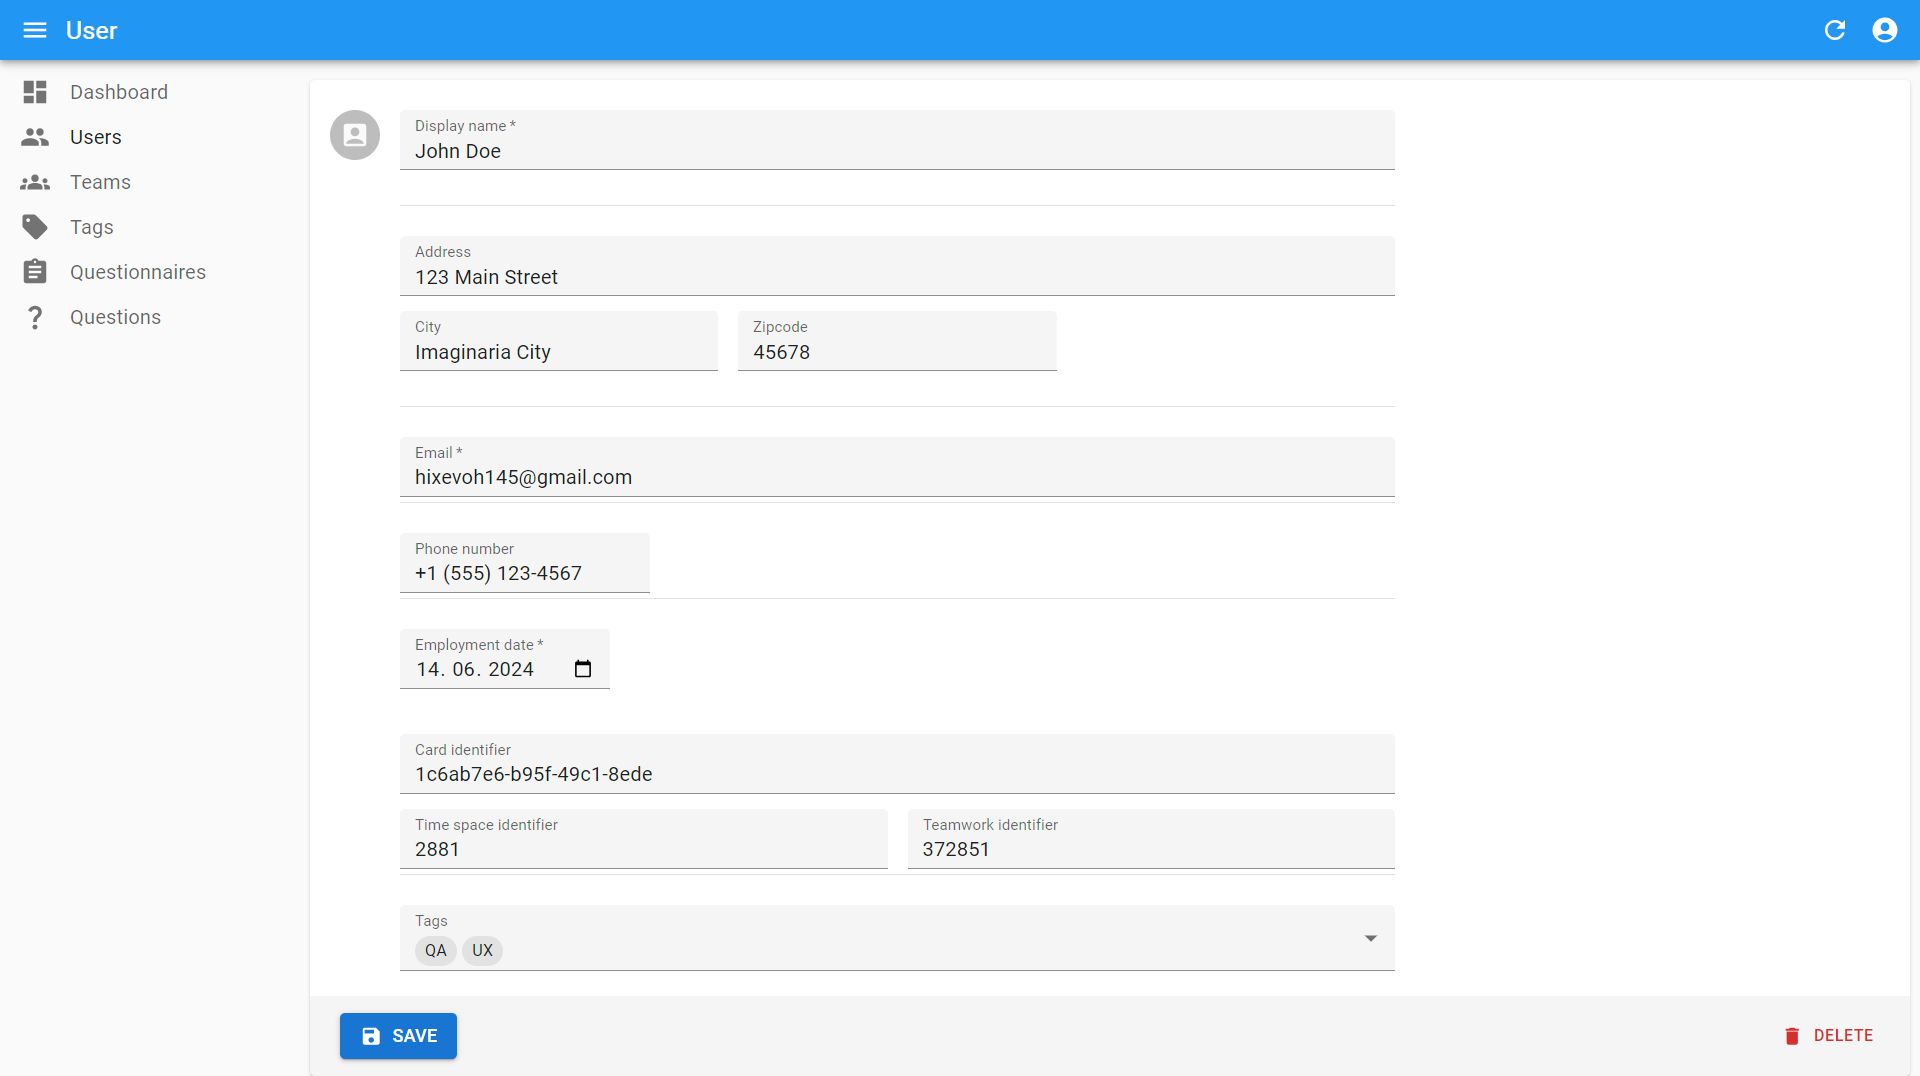 User
Dashboard
Users
Teams
Tags
Questionnaires
Questions
Display name *
John Doe
Address
123 Main Street
City
Imaginaria City
Zipcode
45678
Email *
hixevoh145@gmail.com
Phone number
+1 (555) 123-4567
Employment date *
14. 06. 2024
Card identifier
1c6ab7e6-b95f-49c1-8ede
Time space identifier
2881
Teamwork identifier
372851
Tags
QA UX
SAVE
DELETE